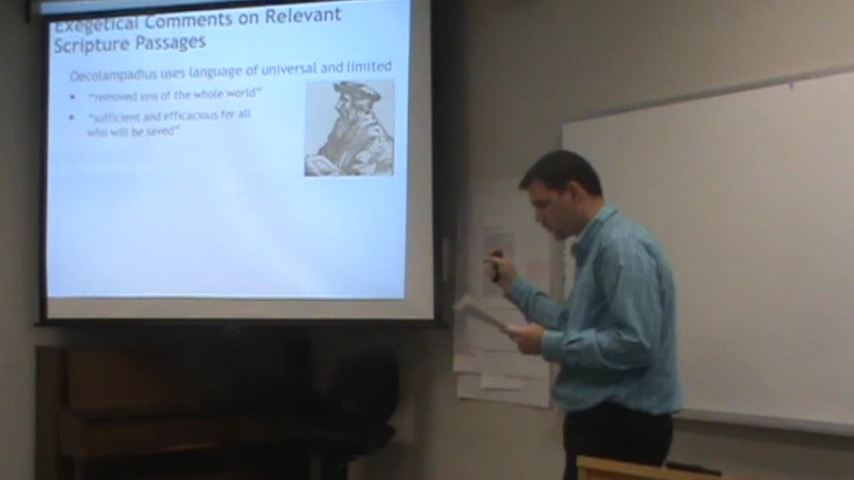 Exegetical Comments on Relevant
Scripture Passages
Oecolampadius uses language of universal and limited
▪ "removed sins of the whole world"
▪ "sufficient and efficacious for all
who will be saved"